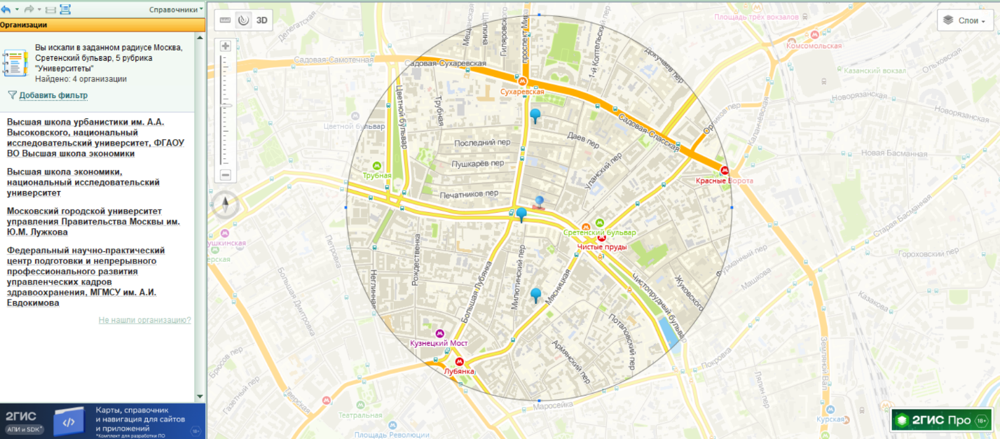 Справочники
Организации
Вы искали в заданном радиусе Москва,
Сретенский бульвар, 5 рубрика
"Университеты"
Найдено: 4 организации
Добавить фильтр
Высшая школа урбанистики им. А.А.
Высоковского, национальный
исследовательский университет, ФГАОУ
ВО Высшая школа экономики
Высшая школа экономики,
национальный исследовательский
университет
Московский городской университет
управления Правительства Москвы им.
Ю.М. Лужкова
Федеральный научно-практический
центр подготовки и непрерывного
профессионального развития
управленческих кадров
здравоохранения, МГМСУ им. А.И.
Евдокимова
Не нашли организацию?
2ГИС
АПИ и SDK*
Карты, справочник
и навигация для сайтов
и приложений
*Комплект для разработки ПО
18+
3D
Слои
Делегатская
Мещанская
Гиляровского
проспект Мира
1-й Коптельский пер
Докучаев пер
Площадь трёх вокзалов
Комсомольская
Казанский вокзал
Ольховская
Садовая-Самотечная
Садовая-Сухаревская
Сухаревская
Новорязанская
Новорязанская
Каланчёвская
Орликов пер
Цветной бульвар
Цветной бульвар
Трубная
Последний пер
Даев пер
Садовая-Спасская
Новая Басманная
Пушкарёв пер
Уланский пер
Трубная
Красные Ворота
Печатников пер
Старая Басманная
Сретенский бульвар
Чистые пруды
Петровка
Рождественка
Милютинский пер
Фурманный пер
Гороховский пер
Неглинная
Большая Лубянка
Мясницкая
Чистопрудный бульвар
Жуковского
Машкова
Казакова
Большая Дмитровка
Потаповский пер
Кузнецкий Мост
Армянский пер
Лубянка
Покровка
Земляной Вал
Брюсов пер
Газетный пер
Тверская
Театральная
Маросейка
Лялин пер
Курская
Площадь Революции
2ГИС Про 18+